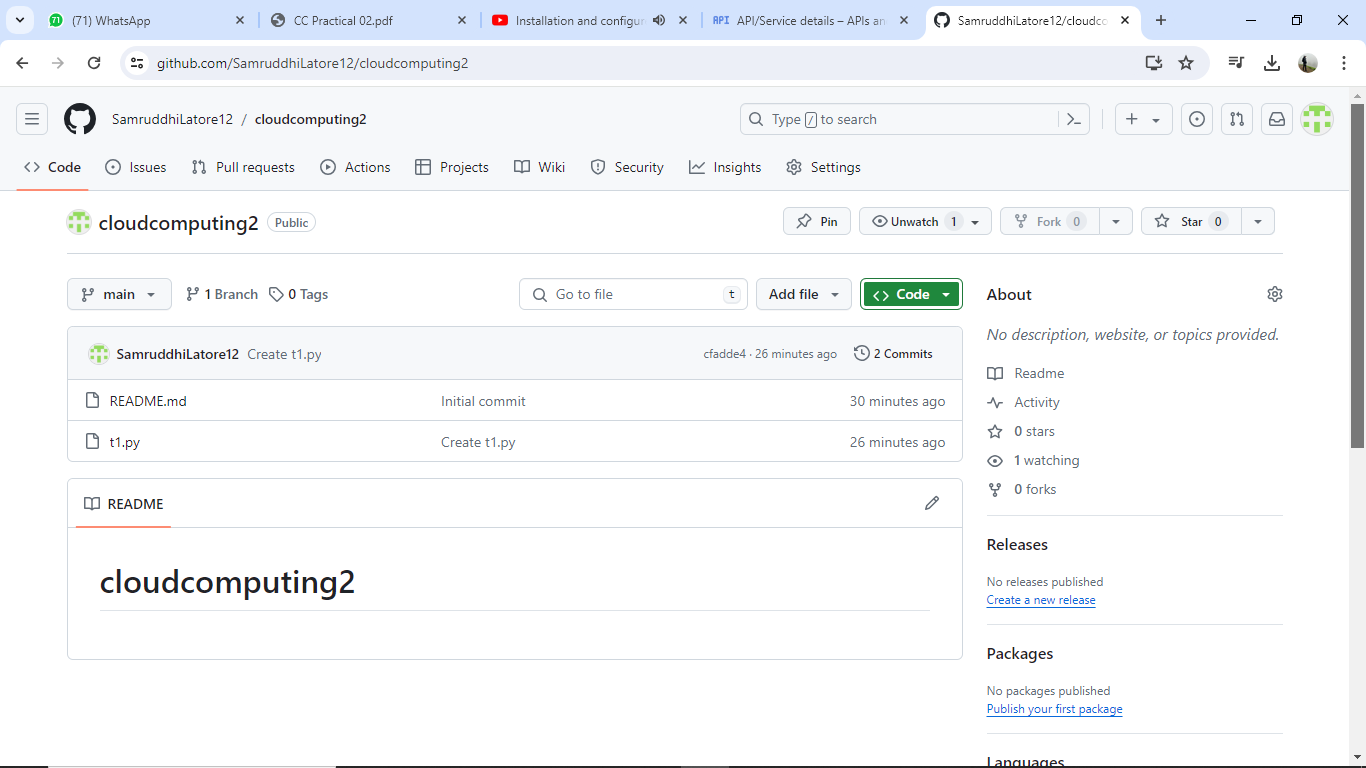 (71) WhatsApp
CC Practical 02.pdf
Installation and configur
API API/Service details – APIs an
SamruddhiLatore12/cloudco
github.com/SamruddhiLatore12/cloudcomputing2
SamruddhiLatore12 / cloudcomputing2
Type / to search
Code Issues Pull requests Actions Projects Wiki Security Insights Settings
cloudcomputing2 Public
Pin Unwatch 1 Fork 0 Star 0
main 1 Branch 0 Tags Go to file t Add file Code
SamruddhiLatore12 Create t1.py cfadde4 · 26 minutes ago 2 Commits
README.md Initial commit 30 minutes ago
t1.py Create t1.py 26 minutes ago
README
cloudcomputing2
About
No description, website, or topics provided.
Readme
Activity
0 stars
1 watching
0 forks
Releases
No releases published
Create a new release
Packages
No packages published
Publish your first package
Languages